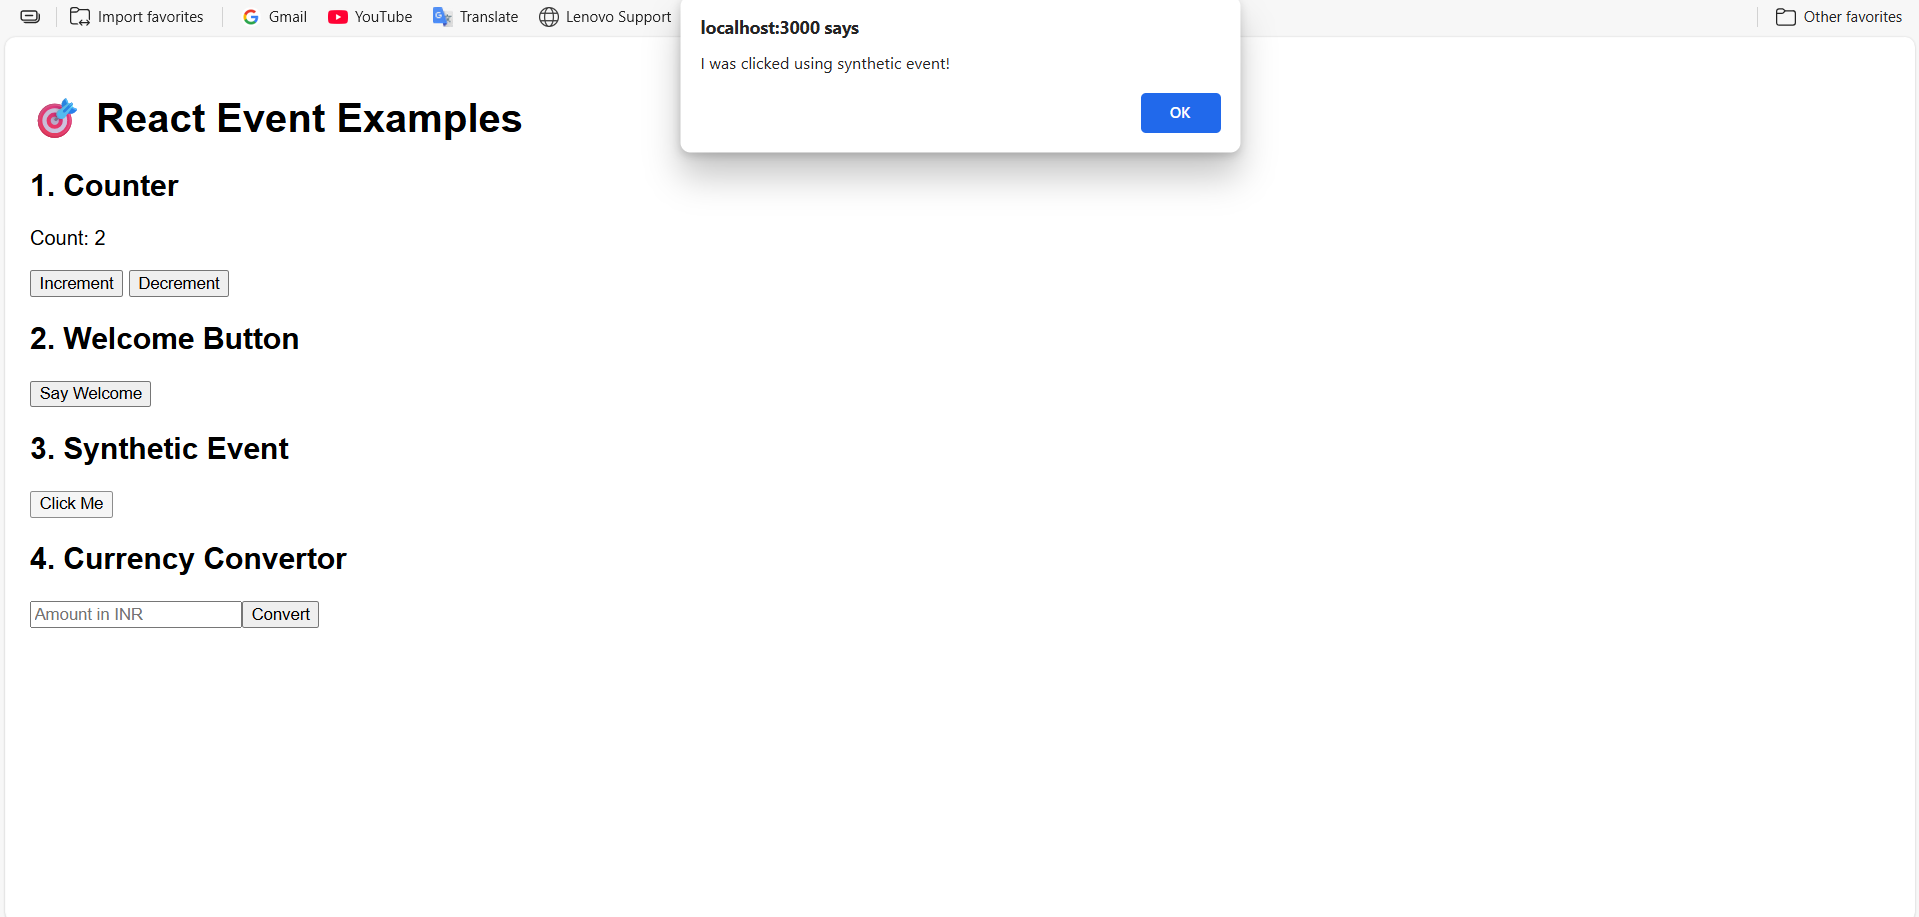 Import favorites Gmail YouTube Translate Lenovo Support Other favorites
localhost:3000 says
I was clicked using synthetic event!
OK
React Event Examples
1. Counter
Count: 2
Increment Decrement
2. Welcome Button
Say Welcome
3. Synthetic Event
Click Me
4. Currency Convertor
Amount in INR Convert